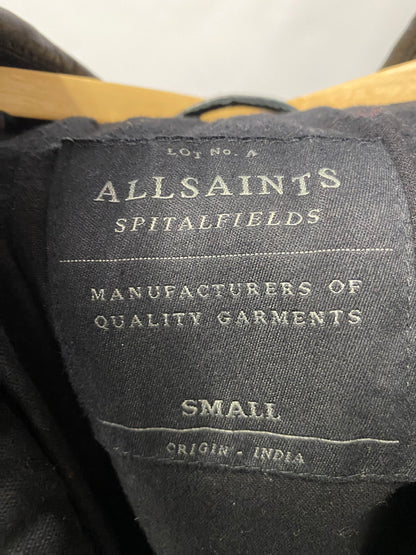 LOT NO. A
ALLSAINTS
SPITALFIELDS
MANUFACTURERS OF
QUALITY GARMENTS
SMALL
ORIGIN - INDIA